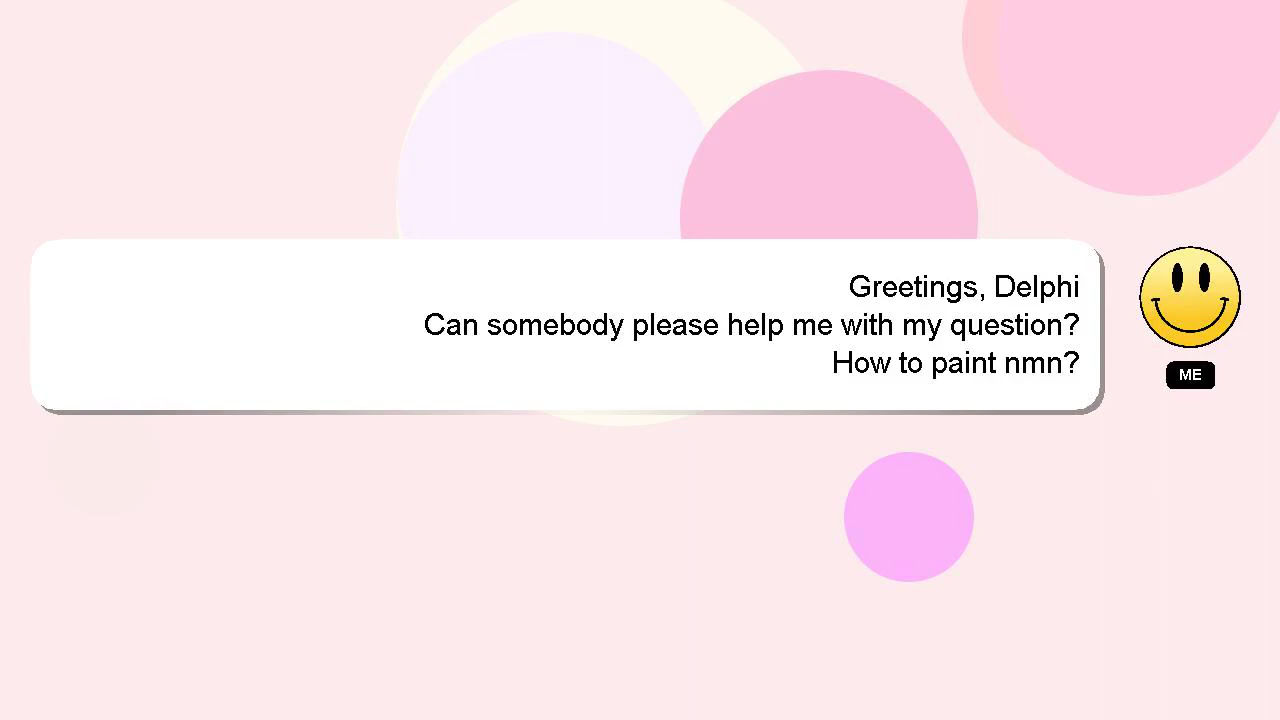 Greetings, Delphi
Can somebody please help me with my question?
How to paint nmn?
ME